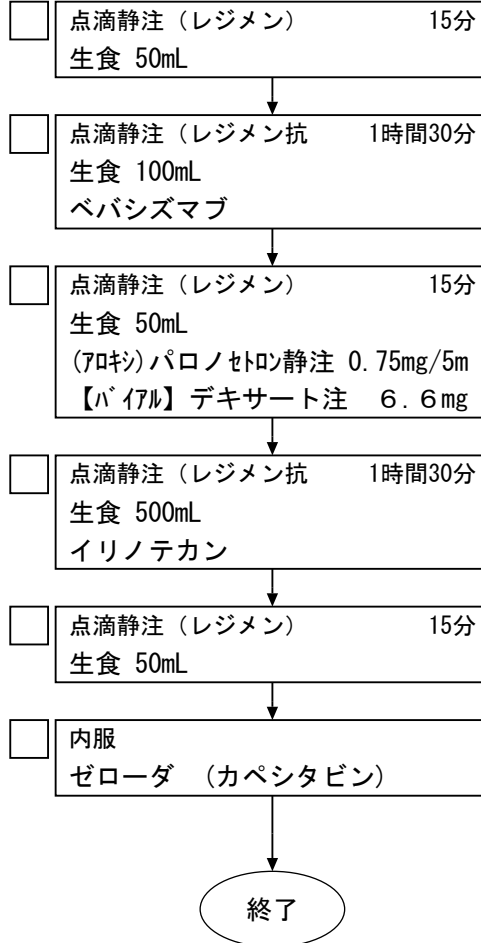 点滴静注（レジメン） 15分
生食 50mL
点滴静注（レジメン抗 1時間30分
生食 100mL
ベバシズマブ
点滴静注（レジメン） 15分
生食 50mL
(ｱﾛｷｼ)パロノｾﾄﾛﾝ静注 0.75mg/5m
【ﾊﾞｲｱﾙ】デキサート注 ６．６mg
点滴静注（レジメン抗 1時間30分
生食 500mL
イリノテカン
点滴静注（レジメン） 15分
生食 50mL
内服
ゼローダ （カペシタビン）
終了